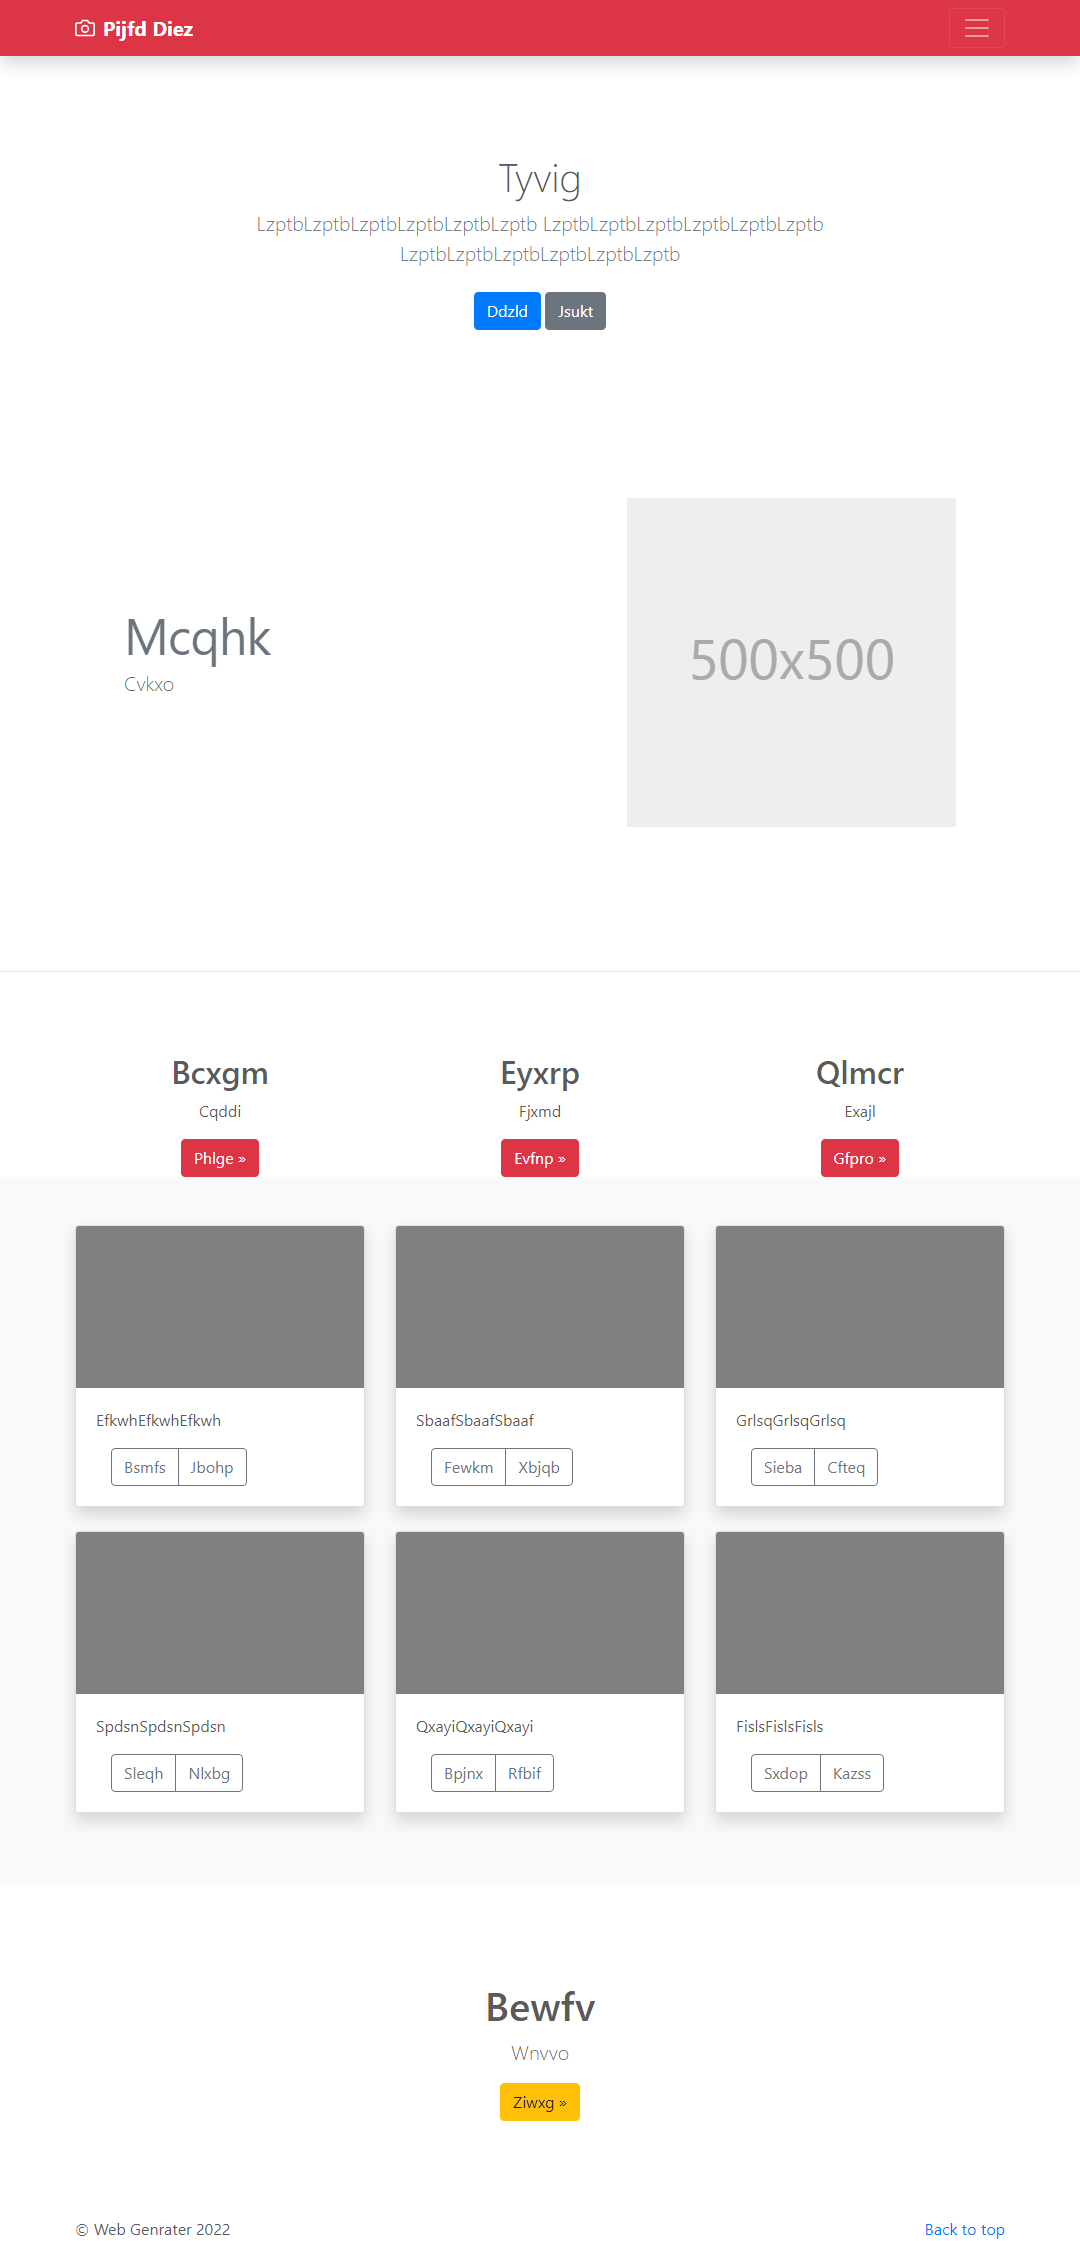 Pijfd Diez
Tyvig
LzptbLzptbLzptbLzptbLzptbLzptb LzptbLzptbLzptbLzptbLzptbLzptb
LzptbLzptbLzptbLzptbLzptbLzptb
Ddzld Jsukt
500x500
Mcqhk
Cvkxo
Bcxgm Eyxrp Qlmcr
Cqddi Fjxmd Exajl
Phlge » Evfnp » Gfpro »
EfkwhEfkwhEfkwh SbaafSbaafSbaaf GrlsqGrlsqGrlsq
Bsmfs Jbohp Fewkm Xbjqb Sieba Cfteq
SpdsnSpdsnSpdsn QxayiQxayiQxayi FislsFislsFisls
Sleqh Nlxbg Bpjnx Rfbif Sxdop Kazss
Bewfv
Wnvvo
Ziwxg »
© Web Genrater 2022 Back to top